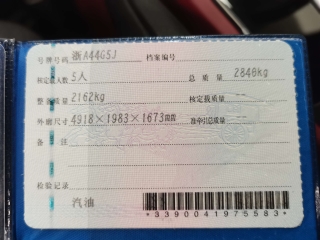 号牌号码 浙A44G5J 档案编号
核定载人数 5人 总质量 2848kg
整备质量 2162kg 核定载质量 --
外廓尺寸 4918×1983×1673mm 准牵引总质量 --
备注
检验记录
汽油
*3390041975583*